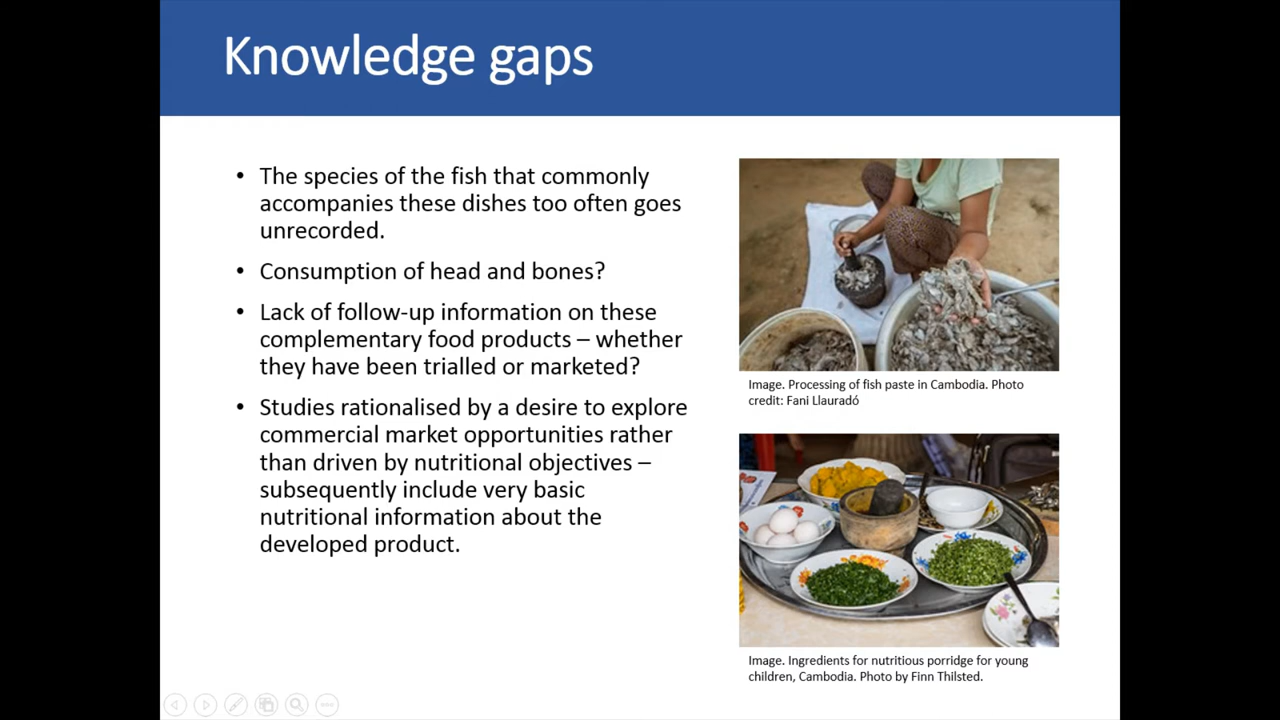 Knowledge gaps
• The species of the fish that commonly
accompanies these dishes too often goes
unrecorded.
• Consumption of head and bones?
• Lack of follow-up information on these
complementary food products – whether
they have been trialled or marketed?
• Studies rationalised by a desire to explore
commercial market opportunities rather
than driven by nutritional objectives –
subsequently include very basic
nutritional information about the
developed product.
Image. Processing of fish paste in Cambodia. Photo
credit: Fani Llauradó
Image. Ingredients for nutritious porridge for young
children, Cambodia. Photo by Finn Thilsted.